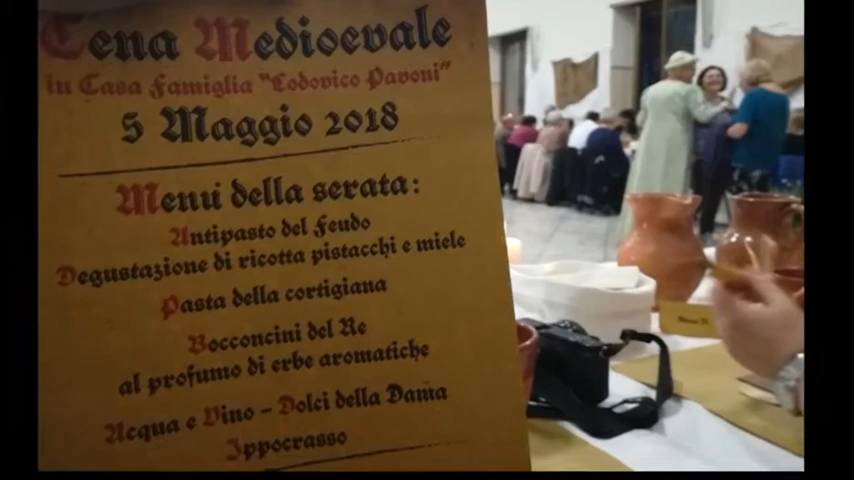 Cena Medioevale
in Casa Famiglia "Lodovico Pavoni"
5 Maggio 2018
Menu della serata:
Antipasto del Feudo
Degustazione di ricotta pistacchi e miele
Pasta della cortigiana
Bocconcini del Re
al profumo di erbe aromatiche
Acqua e Vino - Dolci della Dama
Ippocrasso